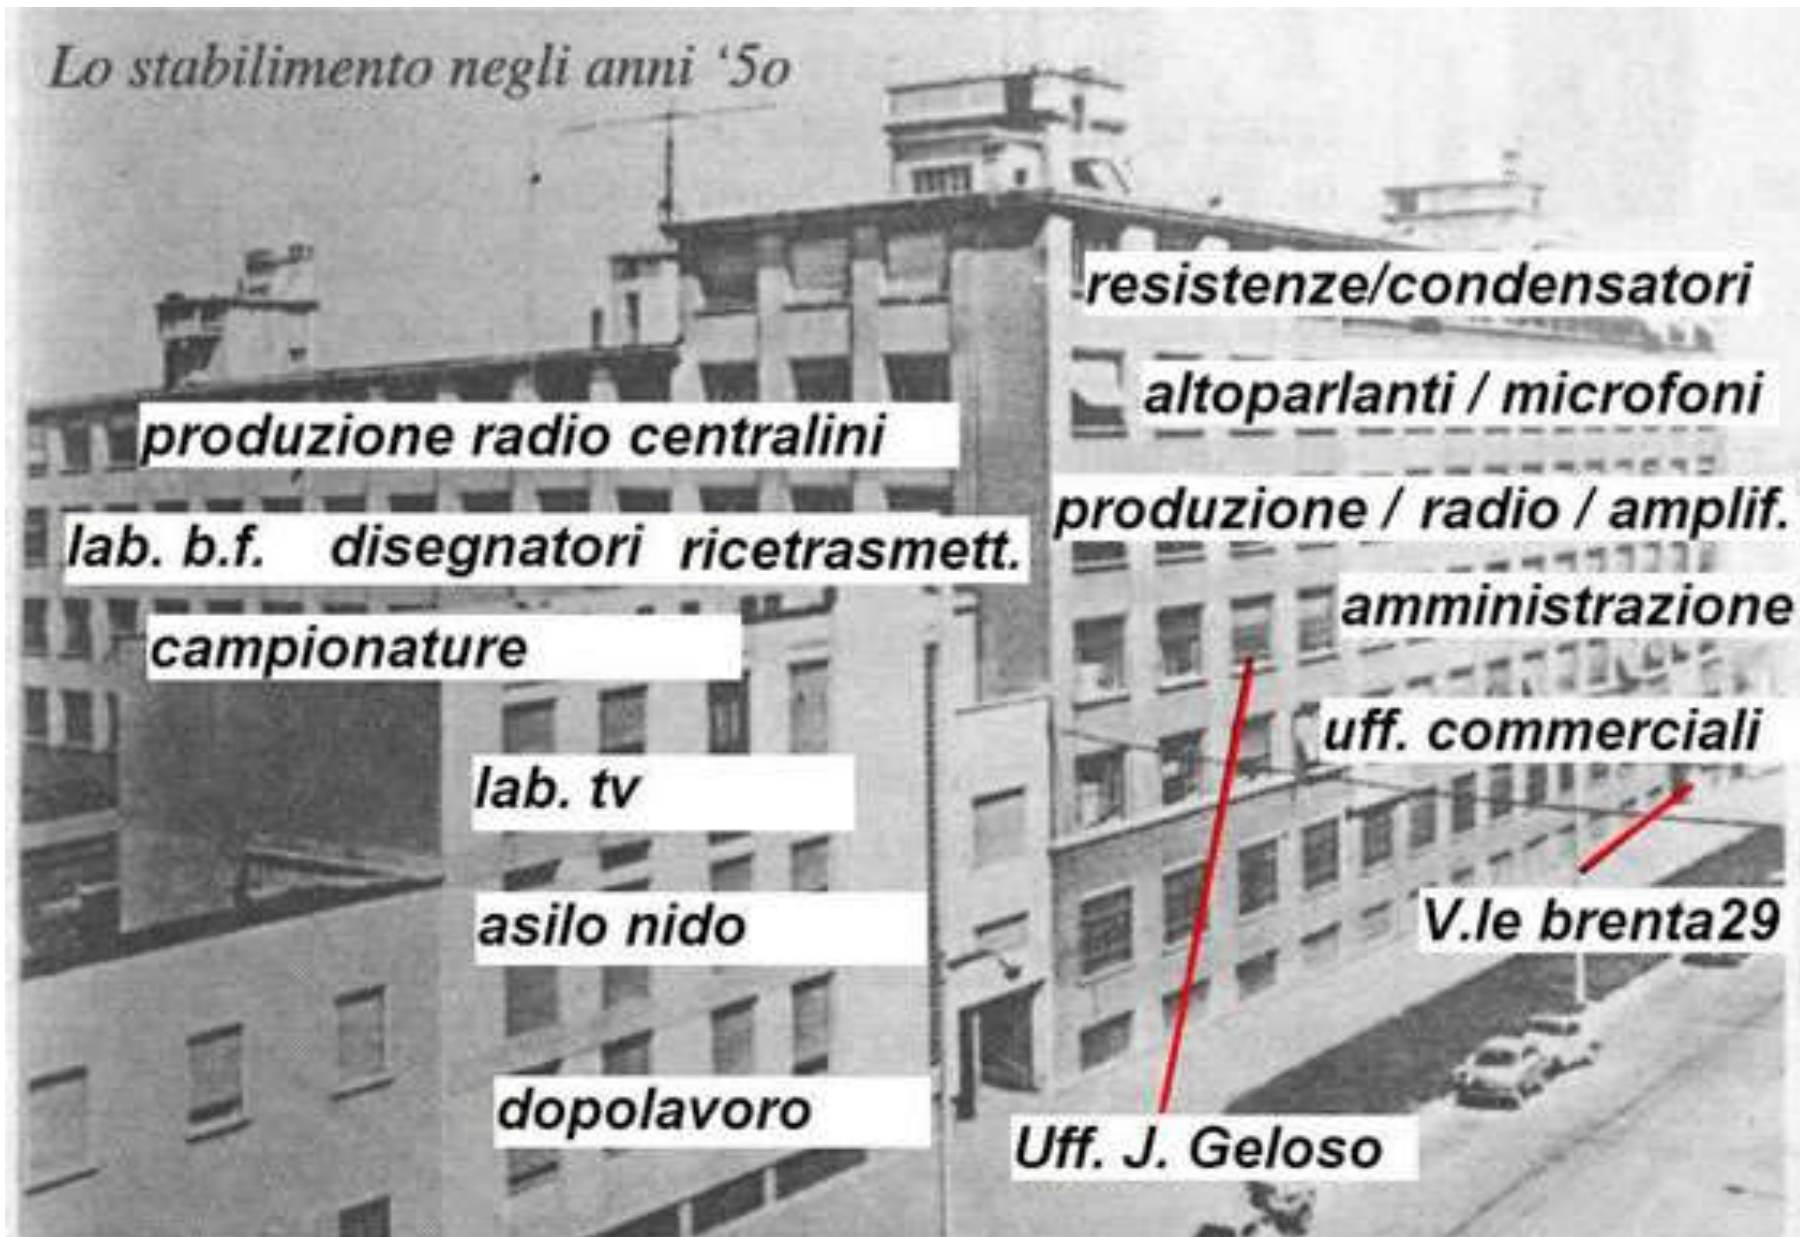 Lo stabilimento negli anni ‘5o
resistenze/condensatori
altoparlanti / microfoni
produzione radio centralini
produzione / radio / amplif.
lab. b.f. disegnatori ricetrasmett.
amministrazione
campionature
uff. commerciali
lab. tv
asilo nido
V.le brenta29
dopolavoro
Uff. J. Geloso